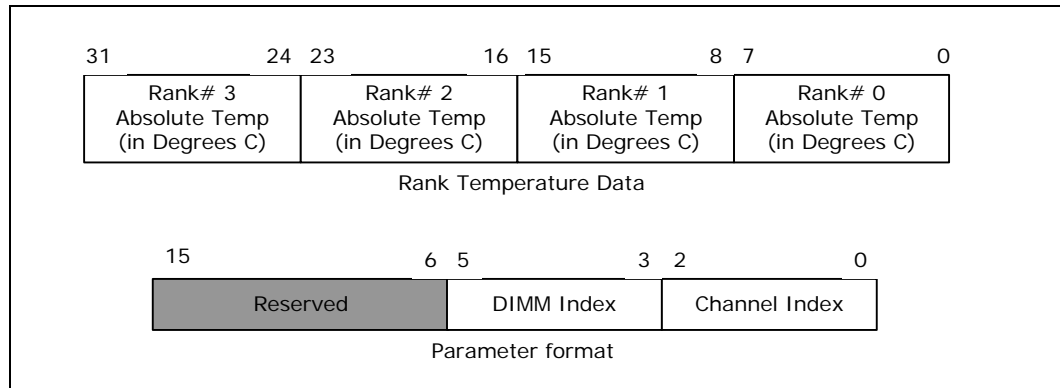 31 24 23 16 15 8 7 0
Rank# 3 Rank# 2 Rank# 1 Rank# 0
Absolute Temp Absolute Temp Absolute Temp Absolute Temp
(in Degrees C) (in Degrees C) (in Degrees C) (in Degrees C)
Rank Temperature Data
15 6 5 3 2 0
Reserved DIMM Index Channel Index
Parameter format